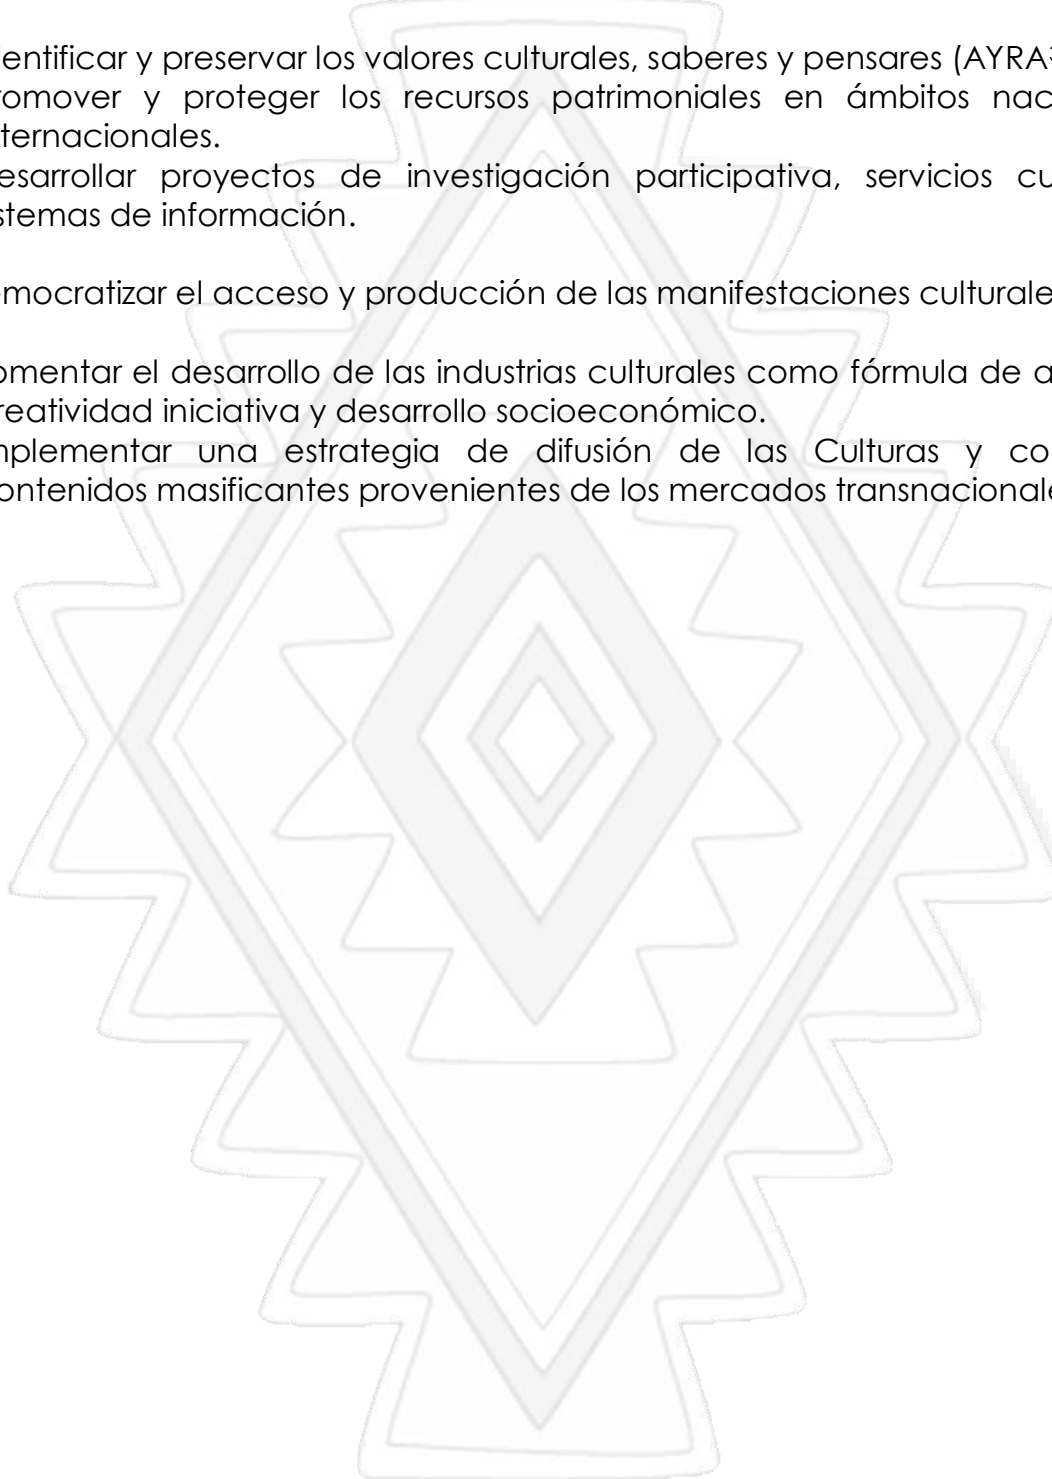 entificar y preservar los valores culturales, saberes y pensares (AYRA
romover y proteger los recursos patrimoniales en ámbitos nac
ternacionales.
esarrollar proyectos de investigación participativa, servicios cu
stemas de información.
emocratizar el acceso y producción de las manifestaciones culturale
omentar el desarrollo de las industrias culturales como fórmula de a
reatividad iniciativa y desarrollo socioeconómico.
mplementar una estrategia de difusión de las Culturas y co
ontenidos masificantes provenientes de los mercados transnacionale